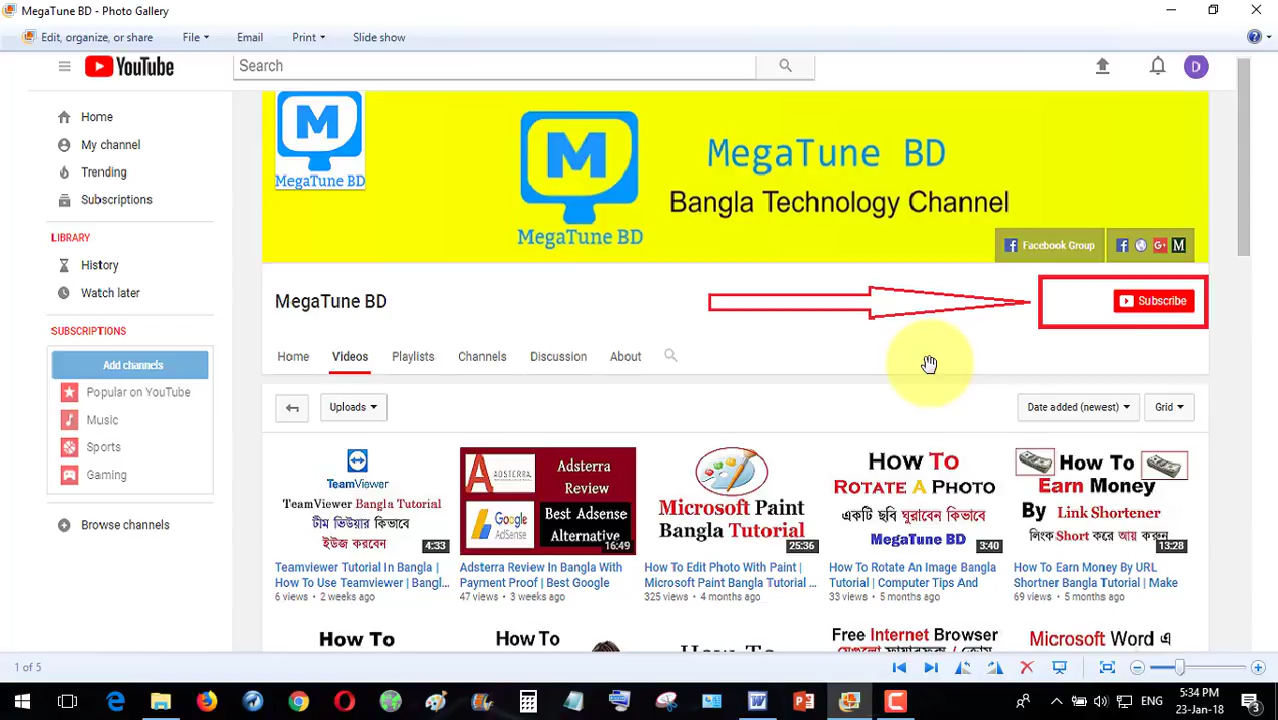 MegaTune BD - Photo Gallery
Edit, organize, or share File Email Print Slide show
YouTube Search D
Home
My channel
Trending
Subscriptions
LIBRARY
History
Watch later
SUBSCRIPTIONS
Add channels
Popular on YouTube
Music
Sports
Gaming
Browse channels
M
MegaTune BD
M
MegaTune BD
MegaTune BD
Bangla Technology Channel
Facebook Group M
MegaTune BD
Subscribe
Home Videos Playlists Channels Discussion About
Uploads Date added (newest) Grid
TeamViewer
TeamViewer Bangla Tutorial
টীম ভিউয়ার কিভাবে
ইউজ করবেন
4:33
Teamviewer Tutorial In Bangla |
How To Use Teamviewer | Bangl...
6 views • 2 weeks ago
ADSTERRA
Adsterra
Review
Google
AdSense
Best Adsense
Alternative
16:49
Adsterra Review In Bangla With
Payment Proof | Best Google
47 views • 3 weeks ago
Microsoft Paint
Bangla Tutorial
25:36
How To Edit Photo With Paint |
Microsoft Paint Bangla Tutorial ...
325 views • 4 months ago
How To
Rotate A Photo
একটি ছবি ঘুরাবেন কিভাবে
MegaTune BD
3:40
How To Rotate An Image Bangla
Tutorial | Computer Tips And
33 views • 5 months ago
How To
Earn Money
By Link Shortener
লিংক Short করে আয় করুন
13:28
How To Earn Money By URL
Shortner Bangla Tutorial | Make
69 views • 5 months ago
How To
How To
How To
Free Internet Browser
Microsoft Word এ
1 of 5
ENG
5:34 PM
23-Jan-18
3